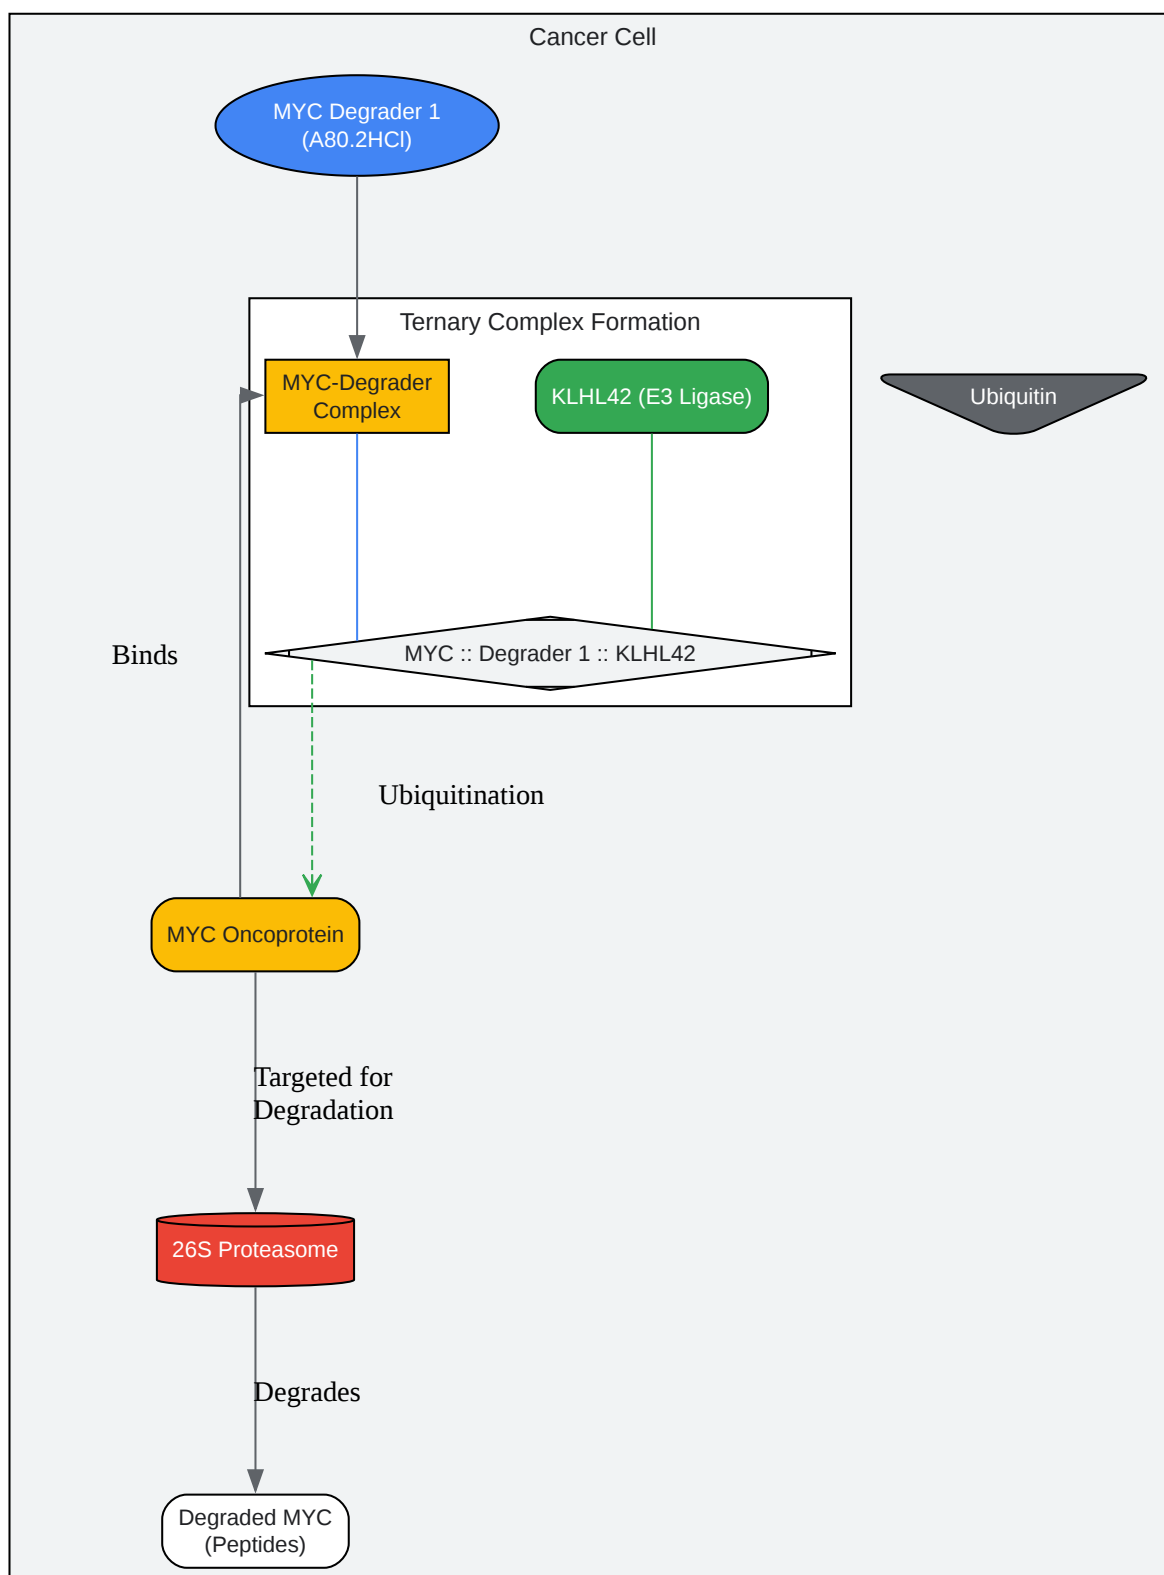 Cancer Cell
MYC Degrader 1
(A80.2HCl)
Ternary Complex Formation
MYC-Degrader
Complex
KLHL42 (E3 Ligase)
Ubiquitin
Binds
MYC :: Degrader 1 :: KLHL42
Ubiquitination
MYC Oncoprotein
Targeted for
Degradation
26S Proteasome
Degrades
Degraded MYC
(Peptides)